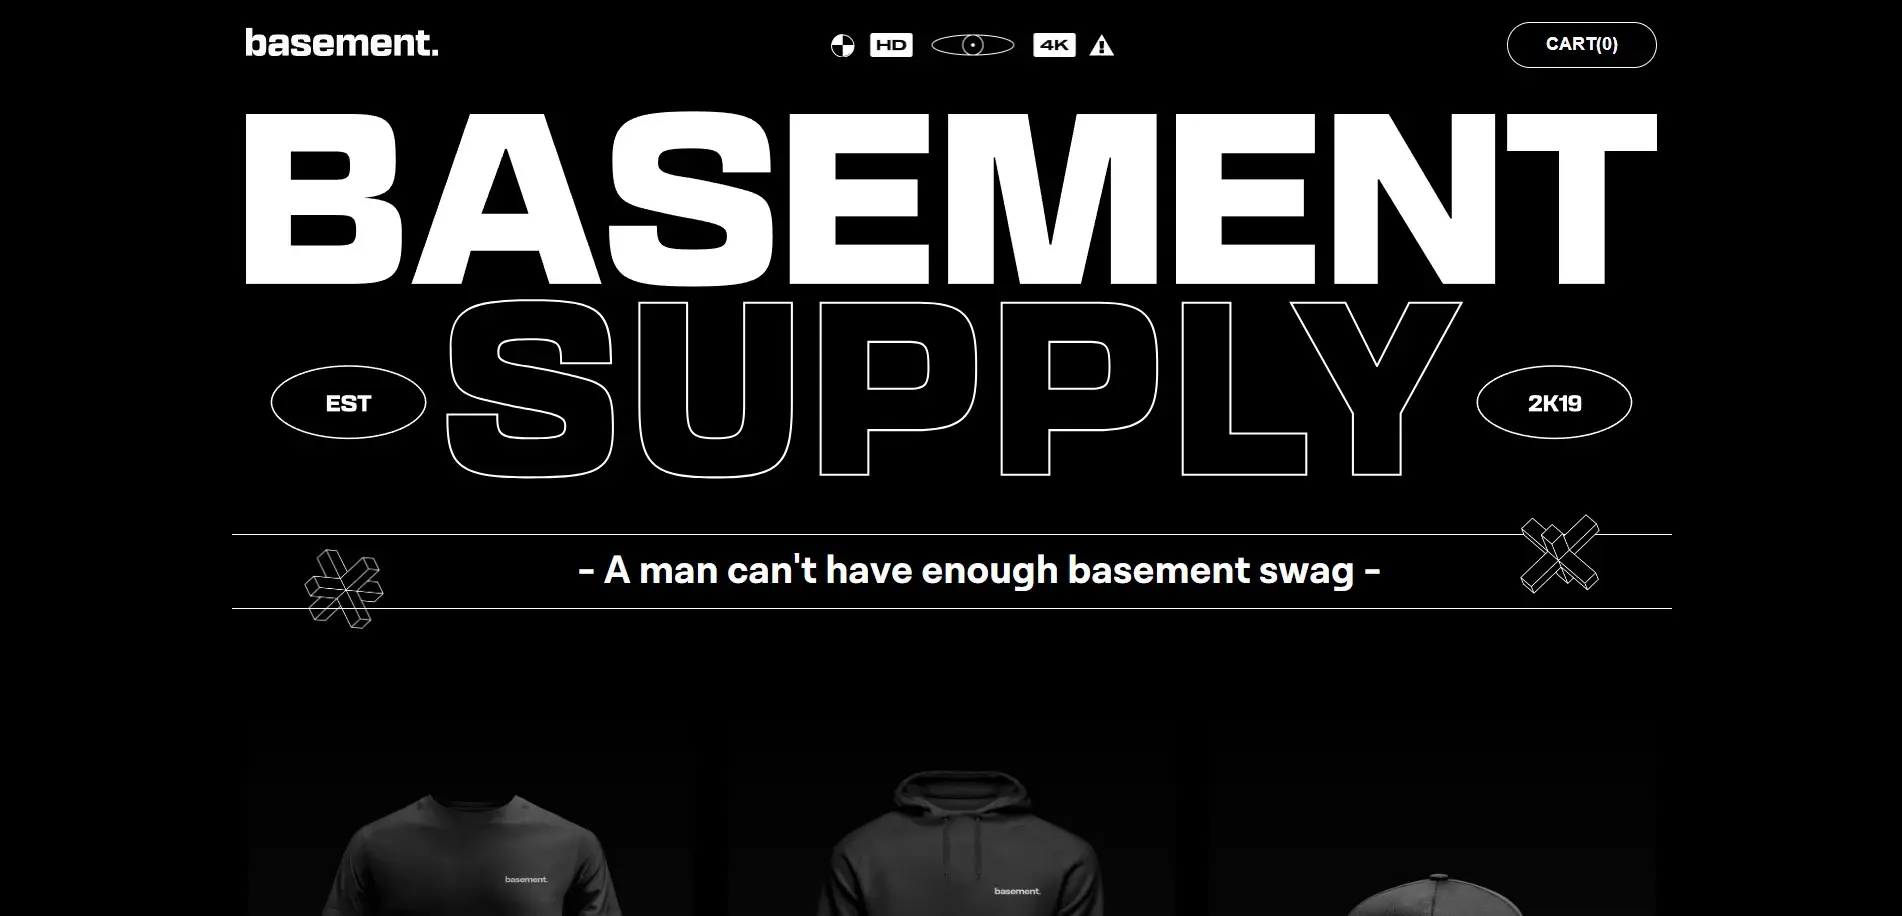 basement.
HD
4K
CART(0)
BASEMENT
SUPPLY
EST
2K19
- A man can't have enough basement swag -
basement.
basement.